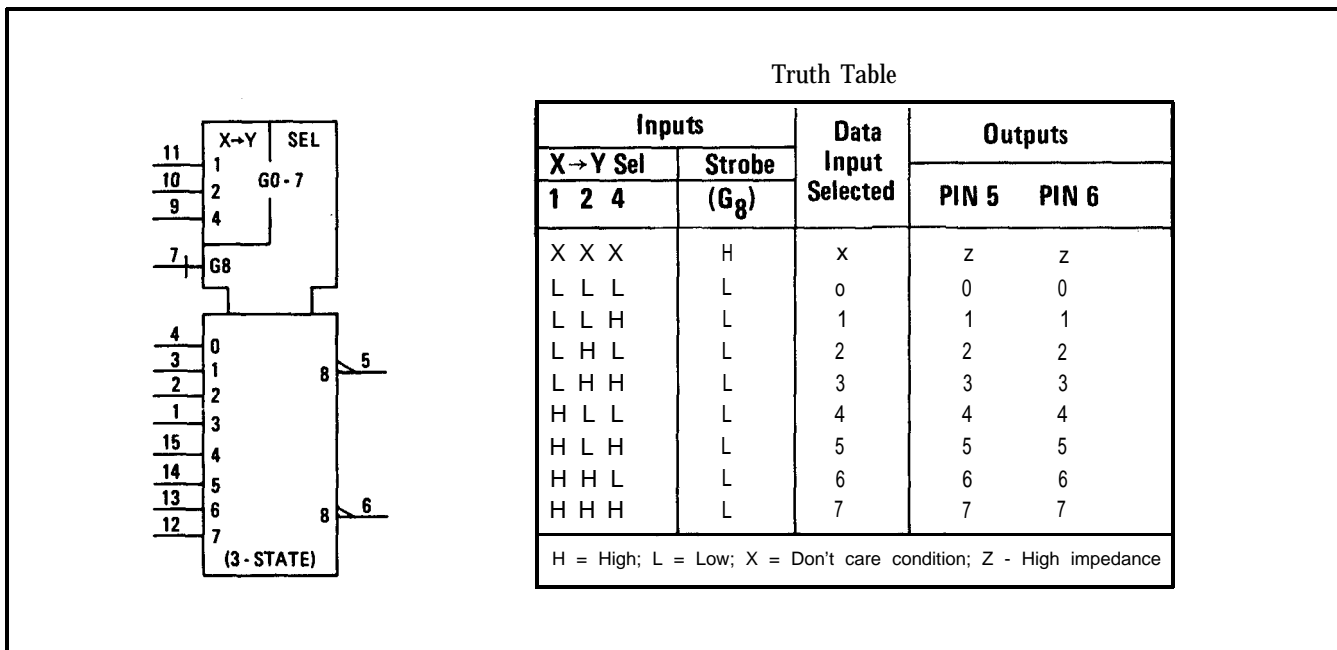 Truth Table
X→Y SEL
11 1
10 2 G0-7
9 4
7 G8
4 0
3 1 8 5
2 2
1 3
15 4
14 5
13 6 8 6
12 7
(3-STATE)
Inputs Data Input Selected Outputs
X→Y Sel Strobe
1 2 4 (G8) PIN 5 PIN 6
X X X H x z z
L L L L o 0 0
L L H L 1 1 1
L H L L 2 2 2
L H H L 3 3 3
H L L L 4 4 4
H L H L 5 5 5
H H L L 6 6 6
H H H L 7 7 7
H = High; L = Low; X = Don't care condition; Z - High impedance